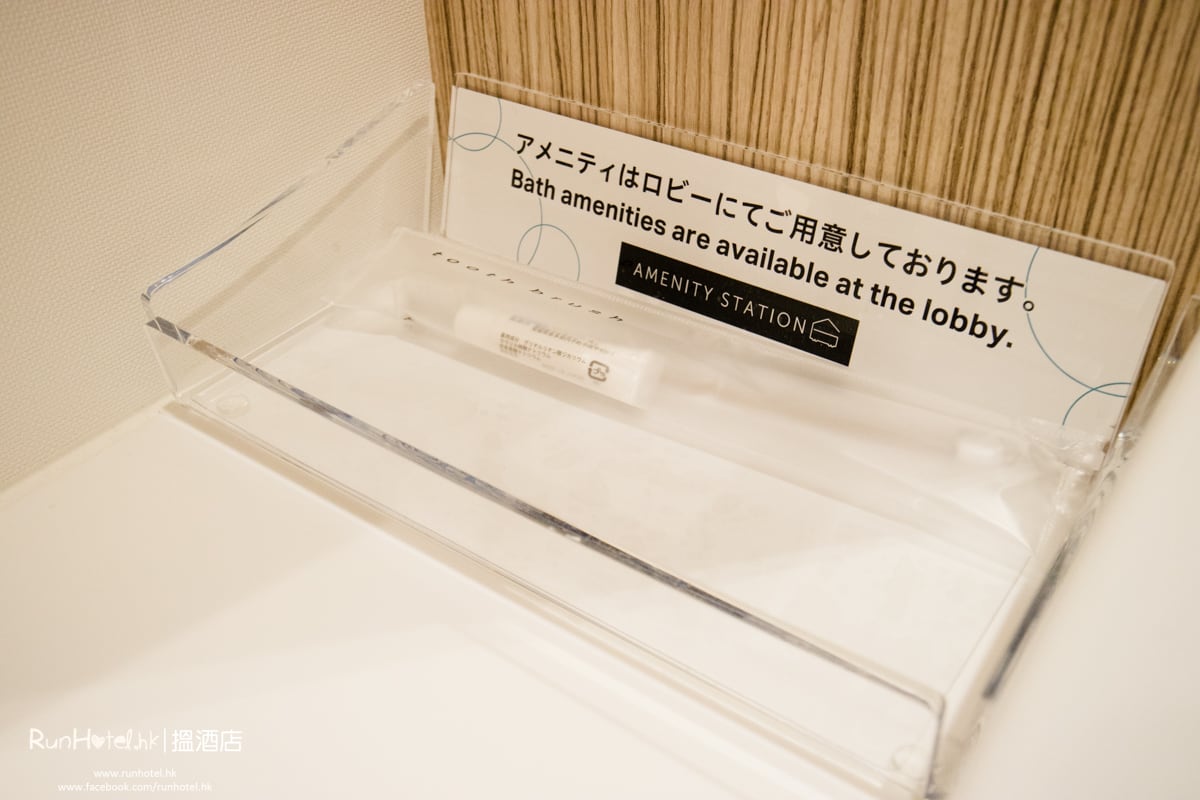 アメニティはロビーにてご用意しております。
Bath amenities are available at the lobby.
AMENITY STATION
tooth brush
RunHotel.hk|搵酒店
www.runhotel.hk
www.facebook.com/runhotel.hk